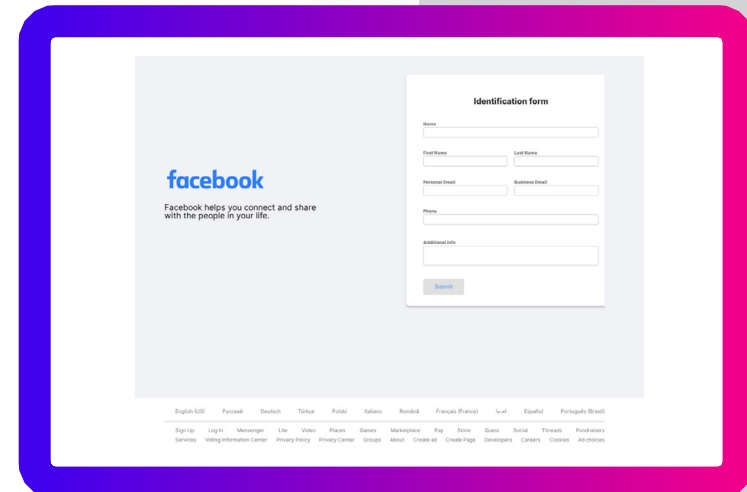 Identification form
Name
First Name Last Name
facebook
Personal Email Business Email
Facebook helps you connect and share
with the people in your life.
Phone
Additional info
Submit
English (US) Русский Deutsch Türkçe Polski Italiano Română Français (France) العربية Español Português (Brasil)
Sign Up Log in Messenger Lite Video Places Games Marketplace Pay Store Quest Social Threads Fundraisers
Services Voting Information Center Privacy Policy Privacy Center Groups About Create ad Create Page Developers Careers Cookies Ad choices